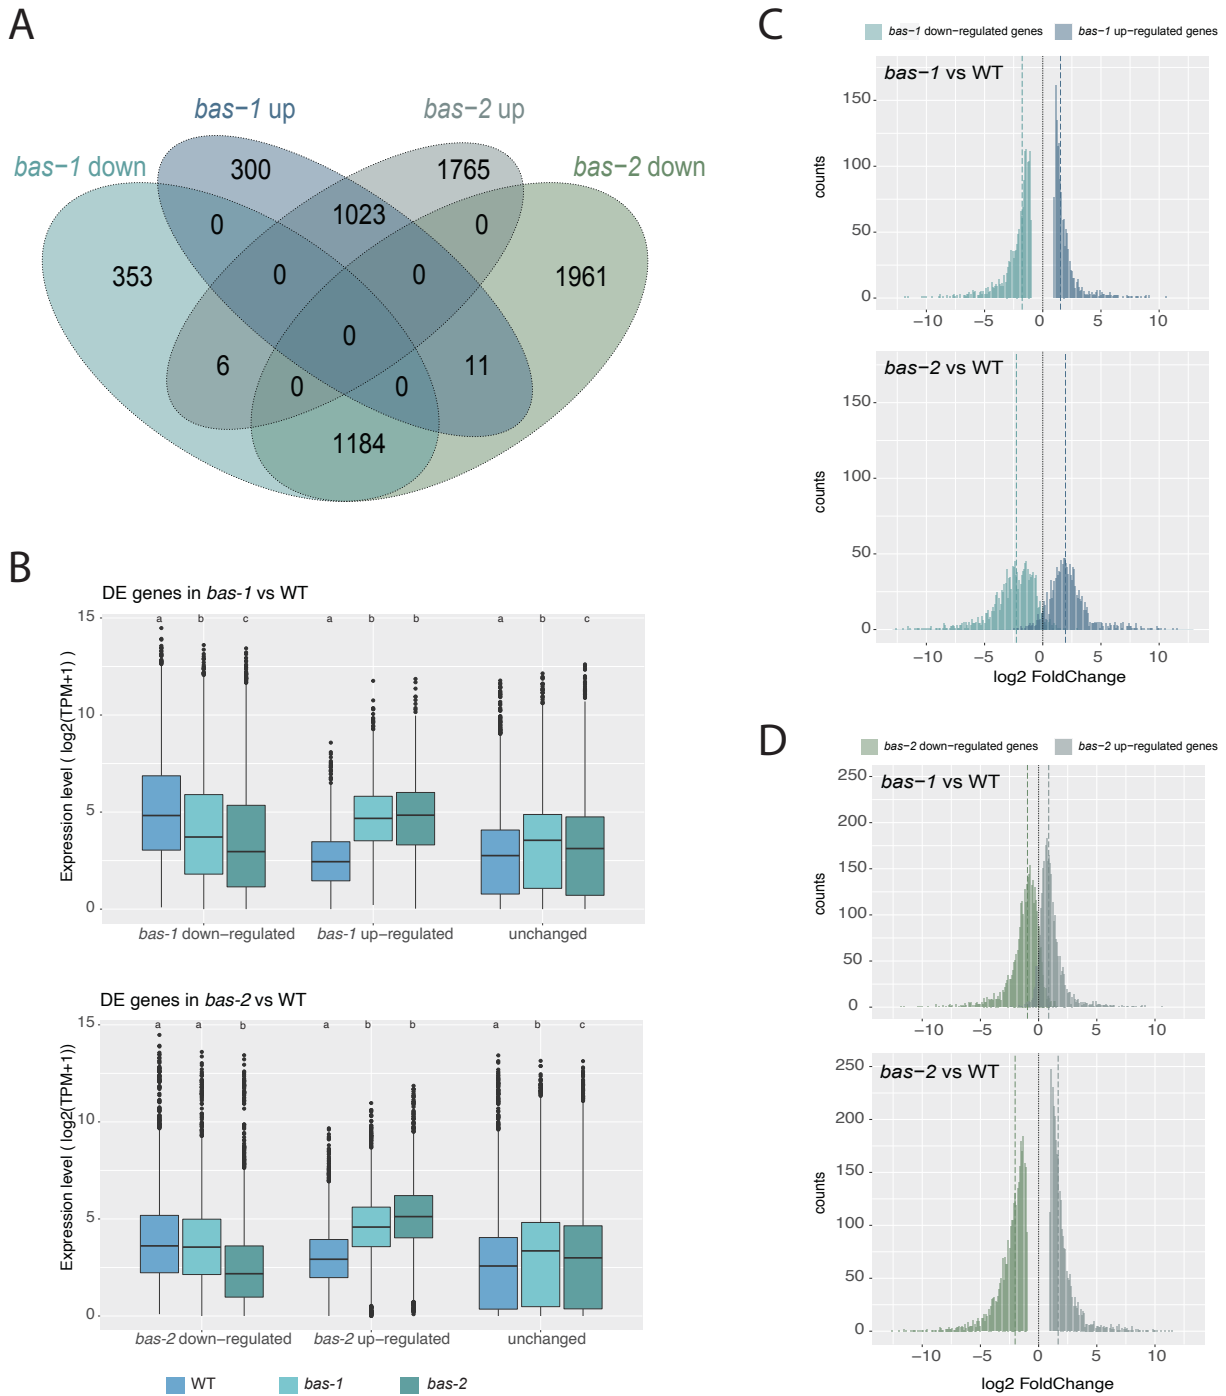 A
bas−1 up
bas−2 up
bas−1 down
bas−2 down
300
1765
0
1023
0
353
0
0
1961
0
6
11
0
0
1184
B
DE genes in bas-1 vs WT
a b c a b b a b c
15
10
5
0
Expression level ( log2(TPM+1) )
bas−1 down−regulated
bas−1 up−regulated
unchanged
DE genes in bas-2 vs WT
a a b a b b a b c
15
10
5
0
Expression level ( log2(TPM+1))
bas−2 down−regulated
bas−2 up−regulated
unchanged
WT
bas−1
bas−2
C
bas−1 down−regulated genes
bas−1 up−regulated genes
bas−1 vs WT
150
100
50
0
counts
−10 −5 0 5 10
bas−2 vs WT
150
100
50
0
counts
−10 −5 0 5 10
log2 FoldChange
D
bas−2 down−regulated genes
bas−2 up−regulated genes
bas−1 vs WT
250
200
150
100
50
0
counts
−10 −5 0 5 10
bas−2 vs WT
250
200
150
100
50
0
counts
−10 −5 0 5 10
log2 FoldChange